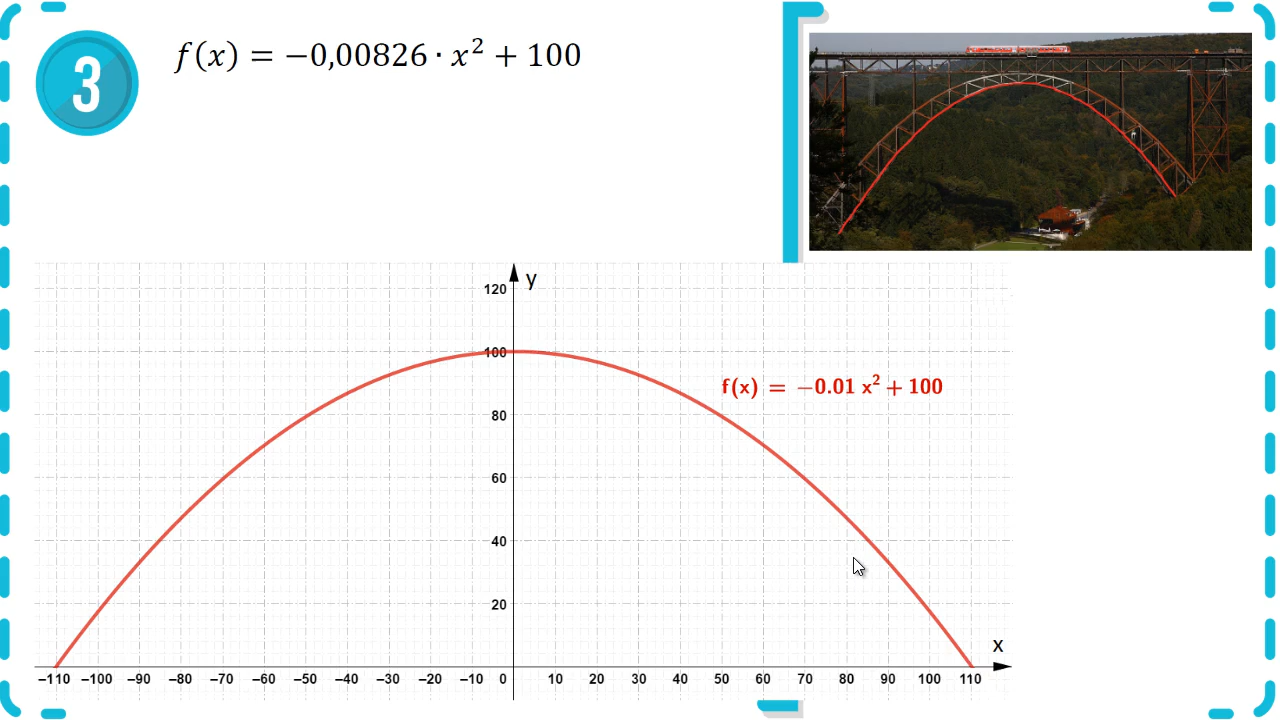 3
f(x) = −0,00826 · x² + 100
y
120
100
f(x) = −0.01 x² + 100
80
60
40
20
x
−110 −100 −90 −80 −70 −60 −50 −40 −30 −20 −10 0 10 20 30 40 50 60 70 80 90 100 110